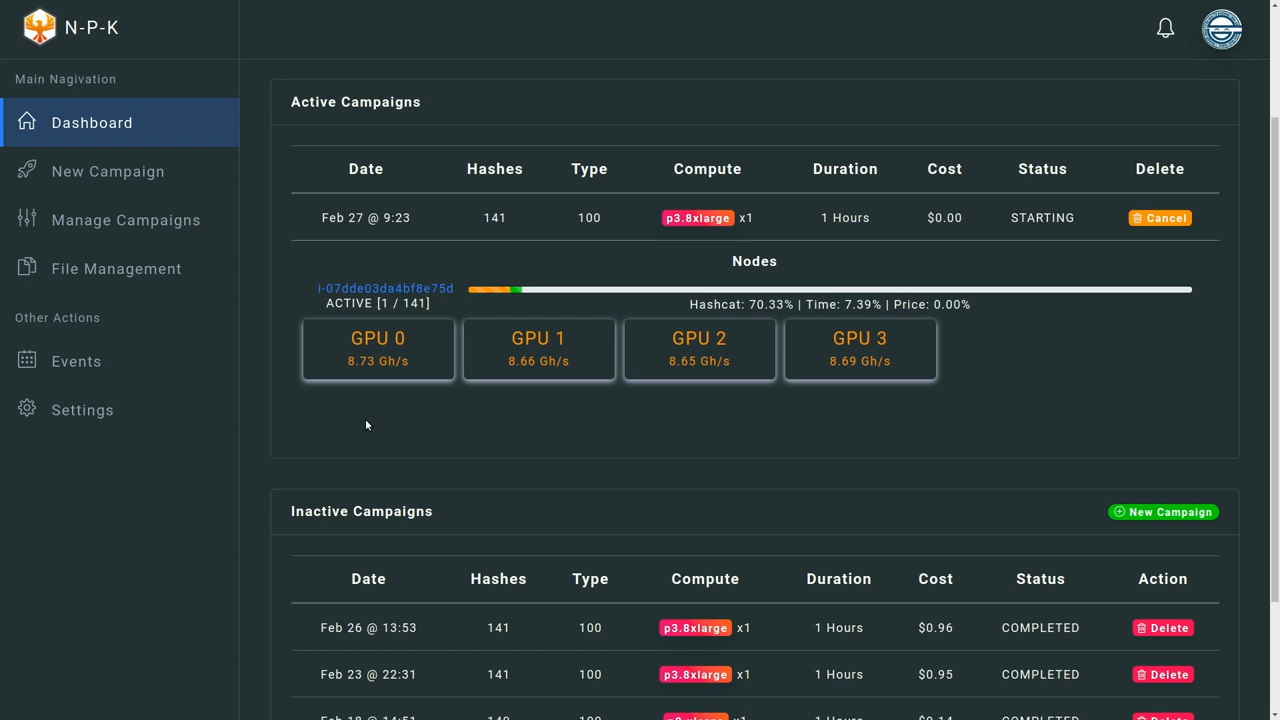 N-P-K
Main Nagivation
Dashboard
New Campaign
Manage Campaigns
File Management
Other Actions
Events
Settings
Active Campaigns
Date Hashes Type Compute Duration Cost Status Delete
Feb 27 @ 9:23 141 100 p3.8xlarge x1 1 Hours $0.00 STARTING Cancel
Nodes
i-07dde03da4bf8e75d
ACTIVE [1 / 141]
Hashcat: 70.33% | Time: 7.39% | Price: 0.00%
GPU 0 GPU 1 GPU 2 GPU 3
8.73 Gh/s 8.66 Gh/s 8.65 Gh/s 8.69 Gh/s
Inactive Campaigns New Campaign
Date Hashes Type Compute Duration Cost Status Action
Feb 26 @ 13:53 141 100 p3.8xlarge x1 1 Hours $0.96 COMPLETED Delete
Feb 23 @ 22:31 141 100 p3.8xlarge x1 1 Hours $0.95 COMPLETED Delete
100 x1 1 Hours COMPLETED Delete